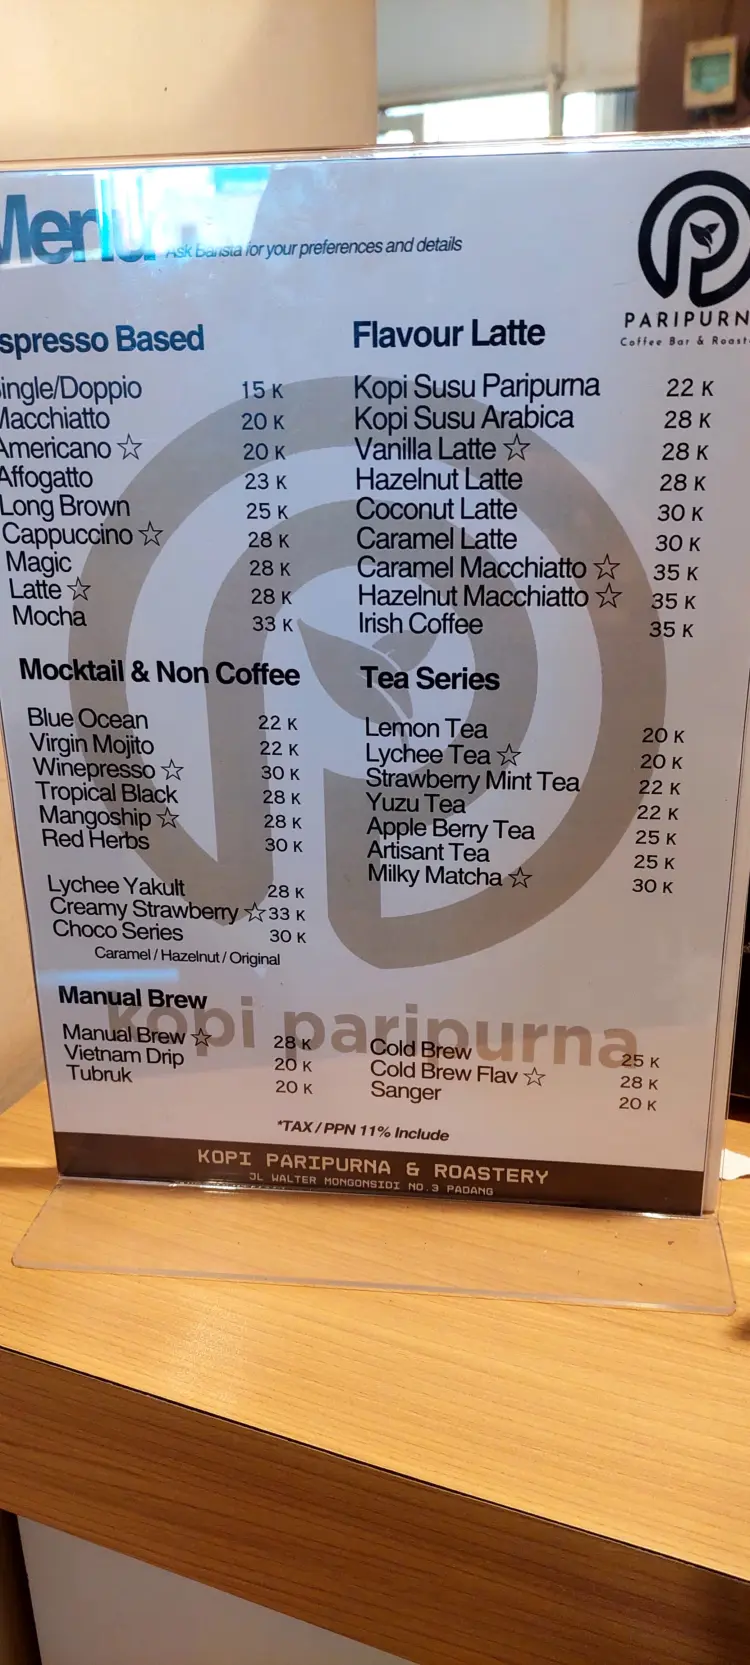 Menu
Ask Barista for your preferences and details
PARIPURN
Coffee Bar & Roast
spresso Based
ingle/Doppio 15 K
Macchiatto 20 K
Americano ☆ 20 K
Affogatto 23 K
Long Brown 25 K
Cappuccino ☆ 28 K
Magic 28 K
Latte ☆ 28 K
Mocha 33 K
Flavour Latte
Kopi Susu Paripurna 22 K
Kopi Susu Arabica 28 K
Vanilla Latte ☆ 28 K
Hazelnut Latte 28 K
Coconut Latte 30 K
Caramel Latte 30 K
Caramel Macchiatto ☆ 35 K
Hazelnut Macchiatto ☆ 35 K
Irish Coffee 35 K
Mocktail & Non Coffee
Blue Ocean 22 K
Virgin Mojito 22 K
Winepresso ☆ 30 K
Tropical Black 28 K
Mangoship ☆ 28 K
Red Herbs 30 K
Lychee Yakult 28 K
Creamy Strawberry ☆ 33 K
Choco Series 30 K
Caramel / Hazelnut / Original
Tea Series
Lemon Tea 20 K
Lychee Tea ☆ 20 K
Strawberry Mint Tea 22 K
Yuzu Tea 22 K
Apple Berry Tea 25 K
Artisant Tea 25 K
Milky Matcha ☆ 30 K
Manual Brew
kopi paripurna
Manual Brew ☆ 28 K
Vietnam Drip 20 K
Tubruk 20 K
Cold Brew 25 K
Cold Brew Flav ☆ 28 K
Sanger 20 K
*TAX / PPN 11% Include
KOPI PARIPURNA & ROASTERY
JL WALTER MONGONSIDI NO.3 PADANG